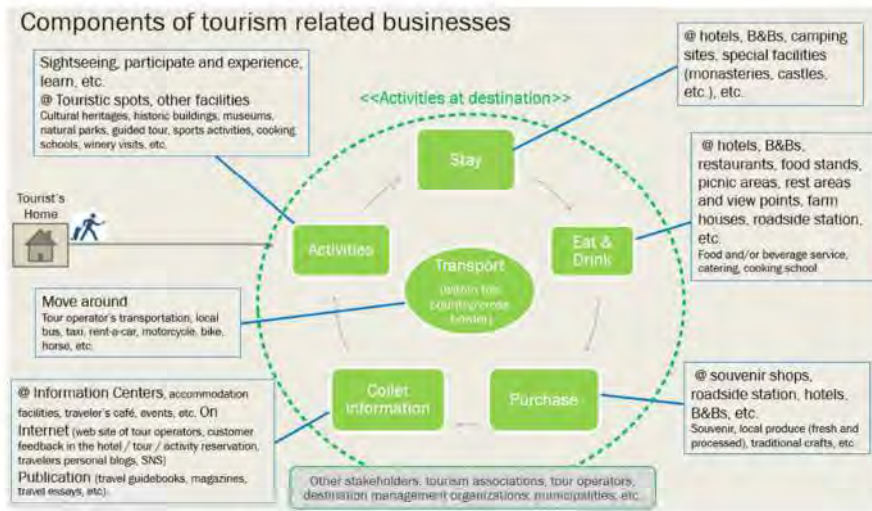 Components of tourism related businesses
Sightseeing, participate and experience,
learn, etc.
@ Touristic spots, other facilities
Cultural heritages, historic buildings, museums,
natural parks, guided tour, sports activities, cooking
schools, winery visits, etc.
<<Activities at destination>>
@ hotels, B&Bs, camping
sites, special facilities
(monasteries, castles,
etc.), etc.
Stay
@ hotels, B&Bs,
restaurants, food stands,
picnic areas, rest areas
and view points, farm
houses, roadside station,
etc.
Food and/or beverage service,
catering, cooking school
Tourist's
Home
Activities
Eat &
Drink
Transport
(within the
country/cross
border)
Move around
Tour operator's transportation, local
bus, taxi, rent-a-car, motorcycle, bike,
horse, etc.
@ Information Centers, accommodation
facilities, traveler's café, events, etc. On
Internet (web site of tour operators, customer
feedback in the hotel / tour / activity reservation,
travelers personal blogs, SNS)
Publication (travel guidebooks, magazines,
travel essays, etc).
Collet
Information
Purchase
@ souvenir shops,
roadside station, hotels,
B&Bs, etc.
Souvenir, local produce (fresh and
processed), traditional crafts, etc
Other stakeholders, tourism associations, tour operators,
destination management organizations, municipalities, etc.